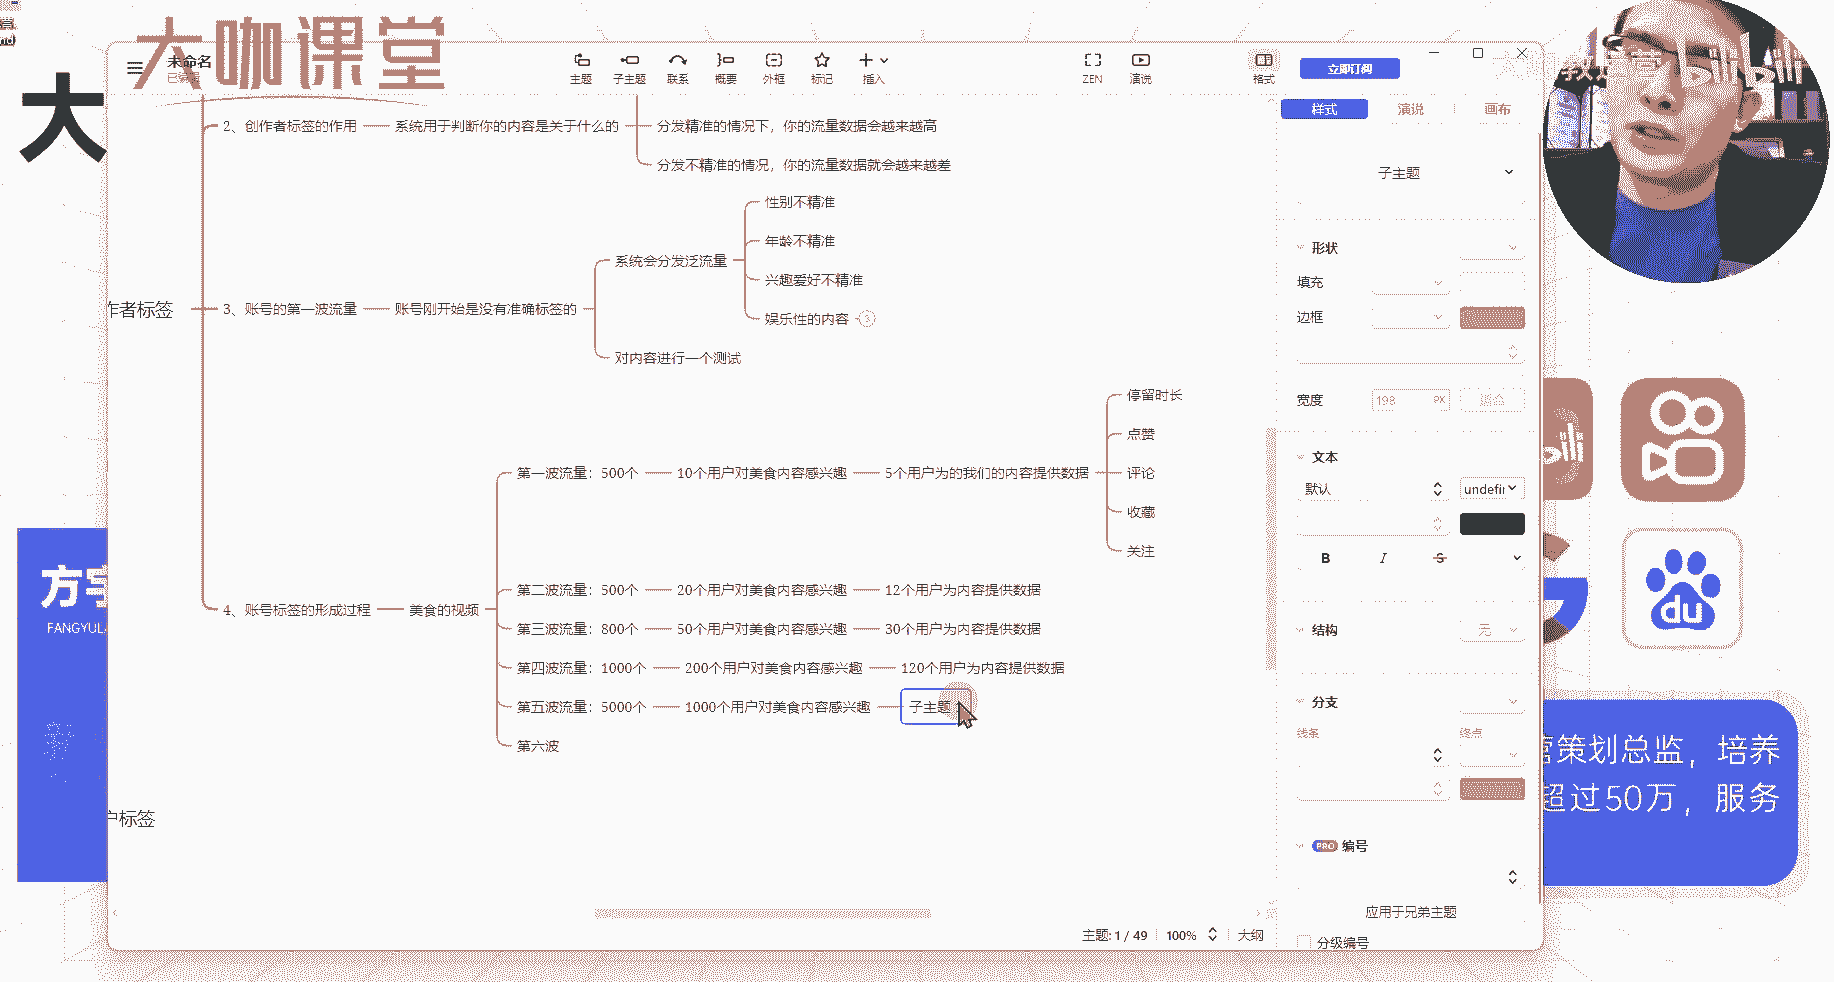 大咖课堂
未命名
主题
子主题
联系
概要
外框
标记
插入
ZEN
演说
格式
立即订阅
大
2、创作者标签的作用
系统用于判断你的内容是关于什么的
分发精准的情况下，你的流量数据会越来越高
分发不精准的情况，你的流量数据就会越来越差
作者标签
3、账号的第一波流量
账号刚开始是没有准确标签的
系统会分发泛流量
性别不精准
年龄不精准
兴趣爱好不精准
娱乐性的内容
3
对内容进行一个测试
4、账号标签的形成过程
美食的视频
第一波流量：500个
10个用户对美食内容感兴趣
5个用户为的我们的内容提供数据
停留时长
点赞
评论
收藏
关注
第二波流量：500个
20个用户对美食内容感兴趣
12个用户为内容提供数据
第三波流量：800个
50个用户对美食内容感兴趣
30个用户为内容提供数据
第四波流量：1000个
200个用户对美食内容感兴趣
120个用户为内容提供数据
第五波流量：5000个
1000个用户对美食内容感兴趣
子主题
第六波
户标签
主题: 1 / 49
100%
大纲
样式
演说
画布
子主题
形状
填充
边框
宽度
198
PX
适合
文本
默认
undefin
B
I
S
结构
无
分支
线条
终点
PRO
编号
应用于兄弟主题
分级编号
bilibili
du
方
FANGYUL
营策划总监，培养
超过50万，服务